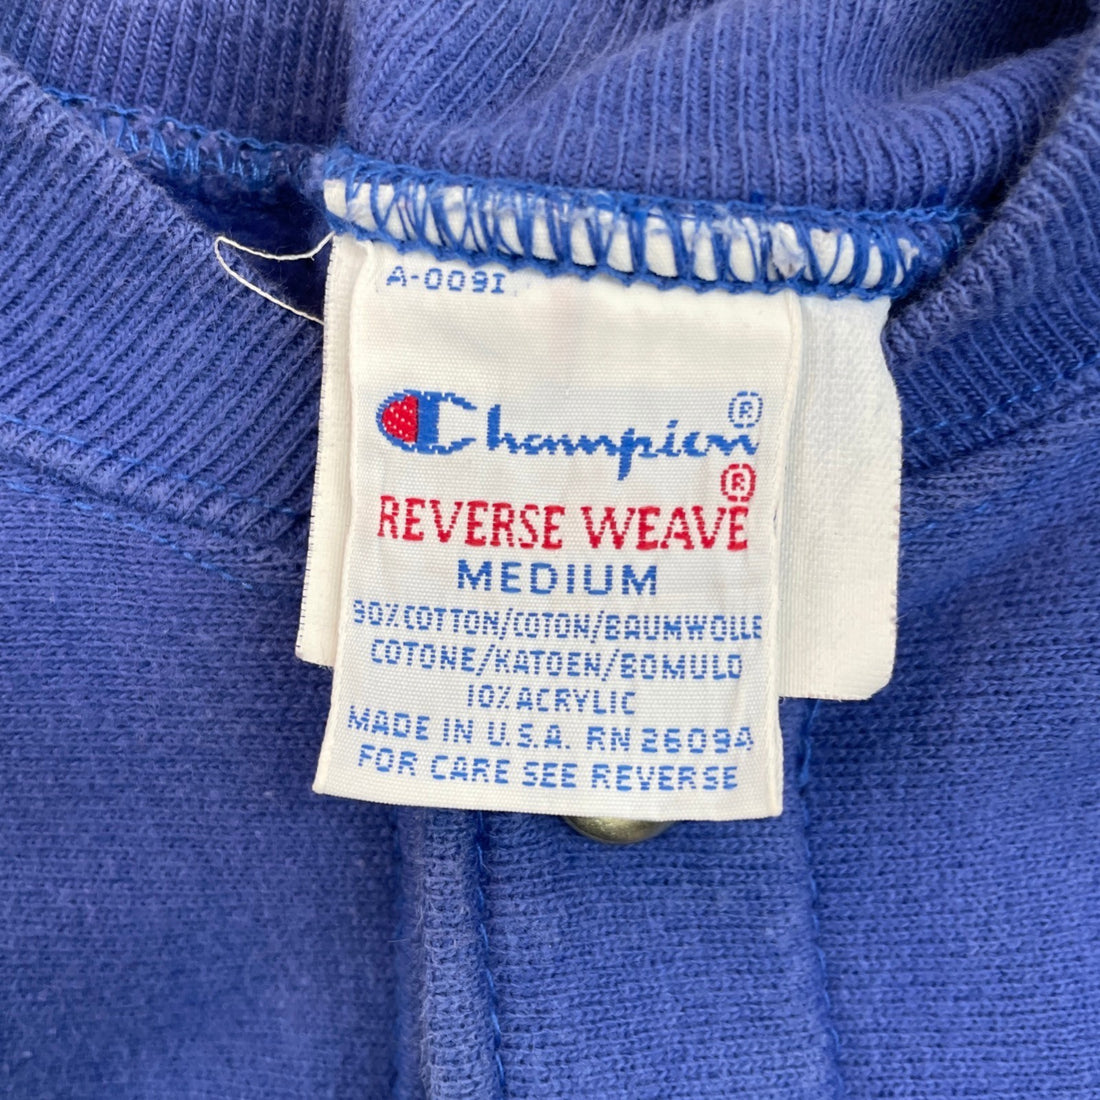 A-009I
Champion®
REVERSE WEAVE®
MEDIUM
90% COTTON/COTON/BAUMWOLLE
COTONE/KATOEN/BOMULD
10% ACRYLIC
MADE IN U.S.A. RN 26094
FOR CARE SEE REVERSE